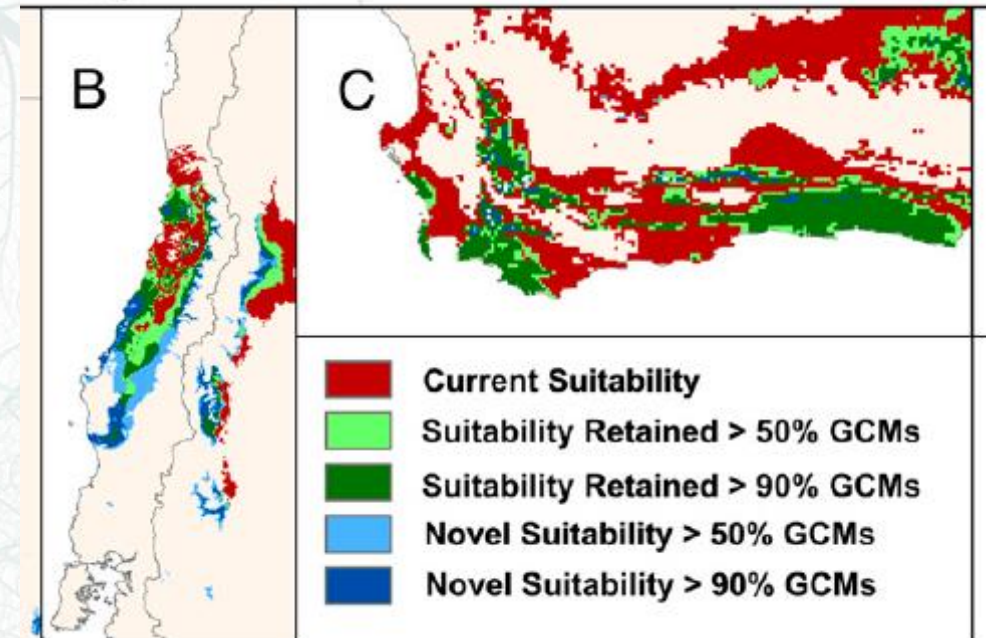 B
C
Current Suitability
Suitability Retained > 50% GCMs
Suitability Retained > 90% GCMs
Novel Suitability > 50% GCMs
Novel Suitability > 90% GCMs